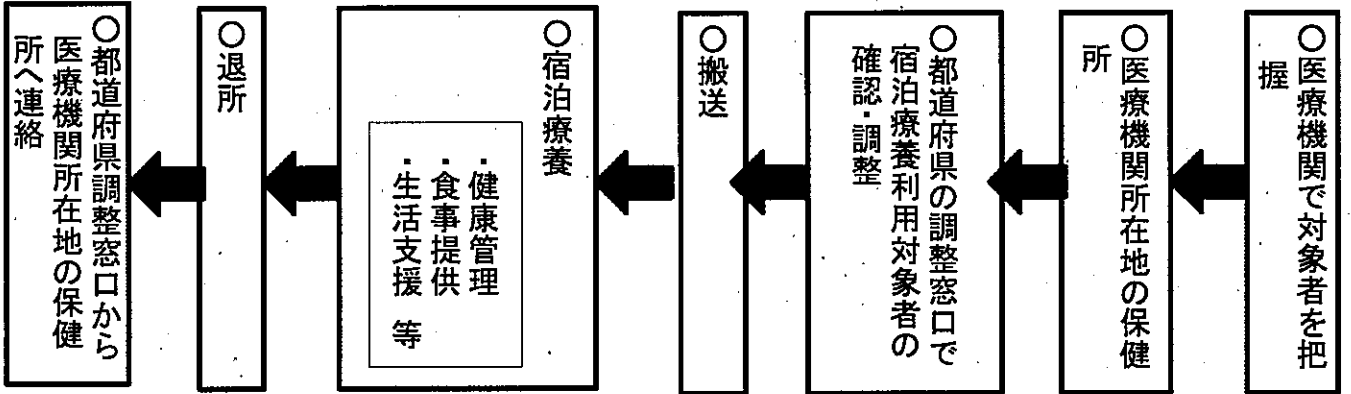 ○医療機関で対象者を把
握
○医療機関所在地の保健
所
○都道府県の調整窓口で
宿泊療養利用対象者の
確認・調整
○搬送
○宿泊療養
・健康管理
・食事提供
・生活支援 等
○退所
○都道府県調整窓口から
医療機関所在地の保健
所へ連絡